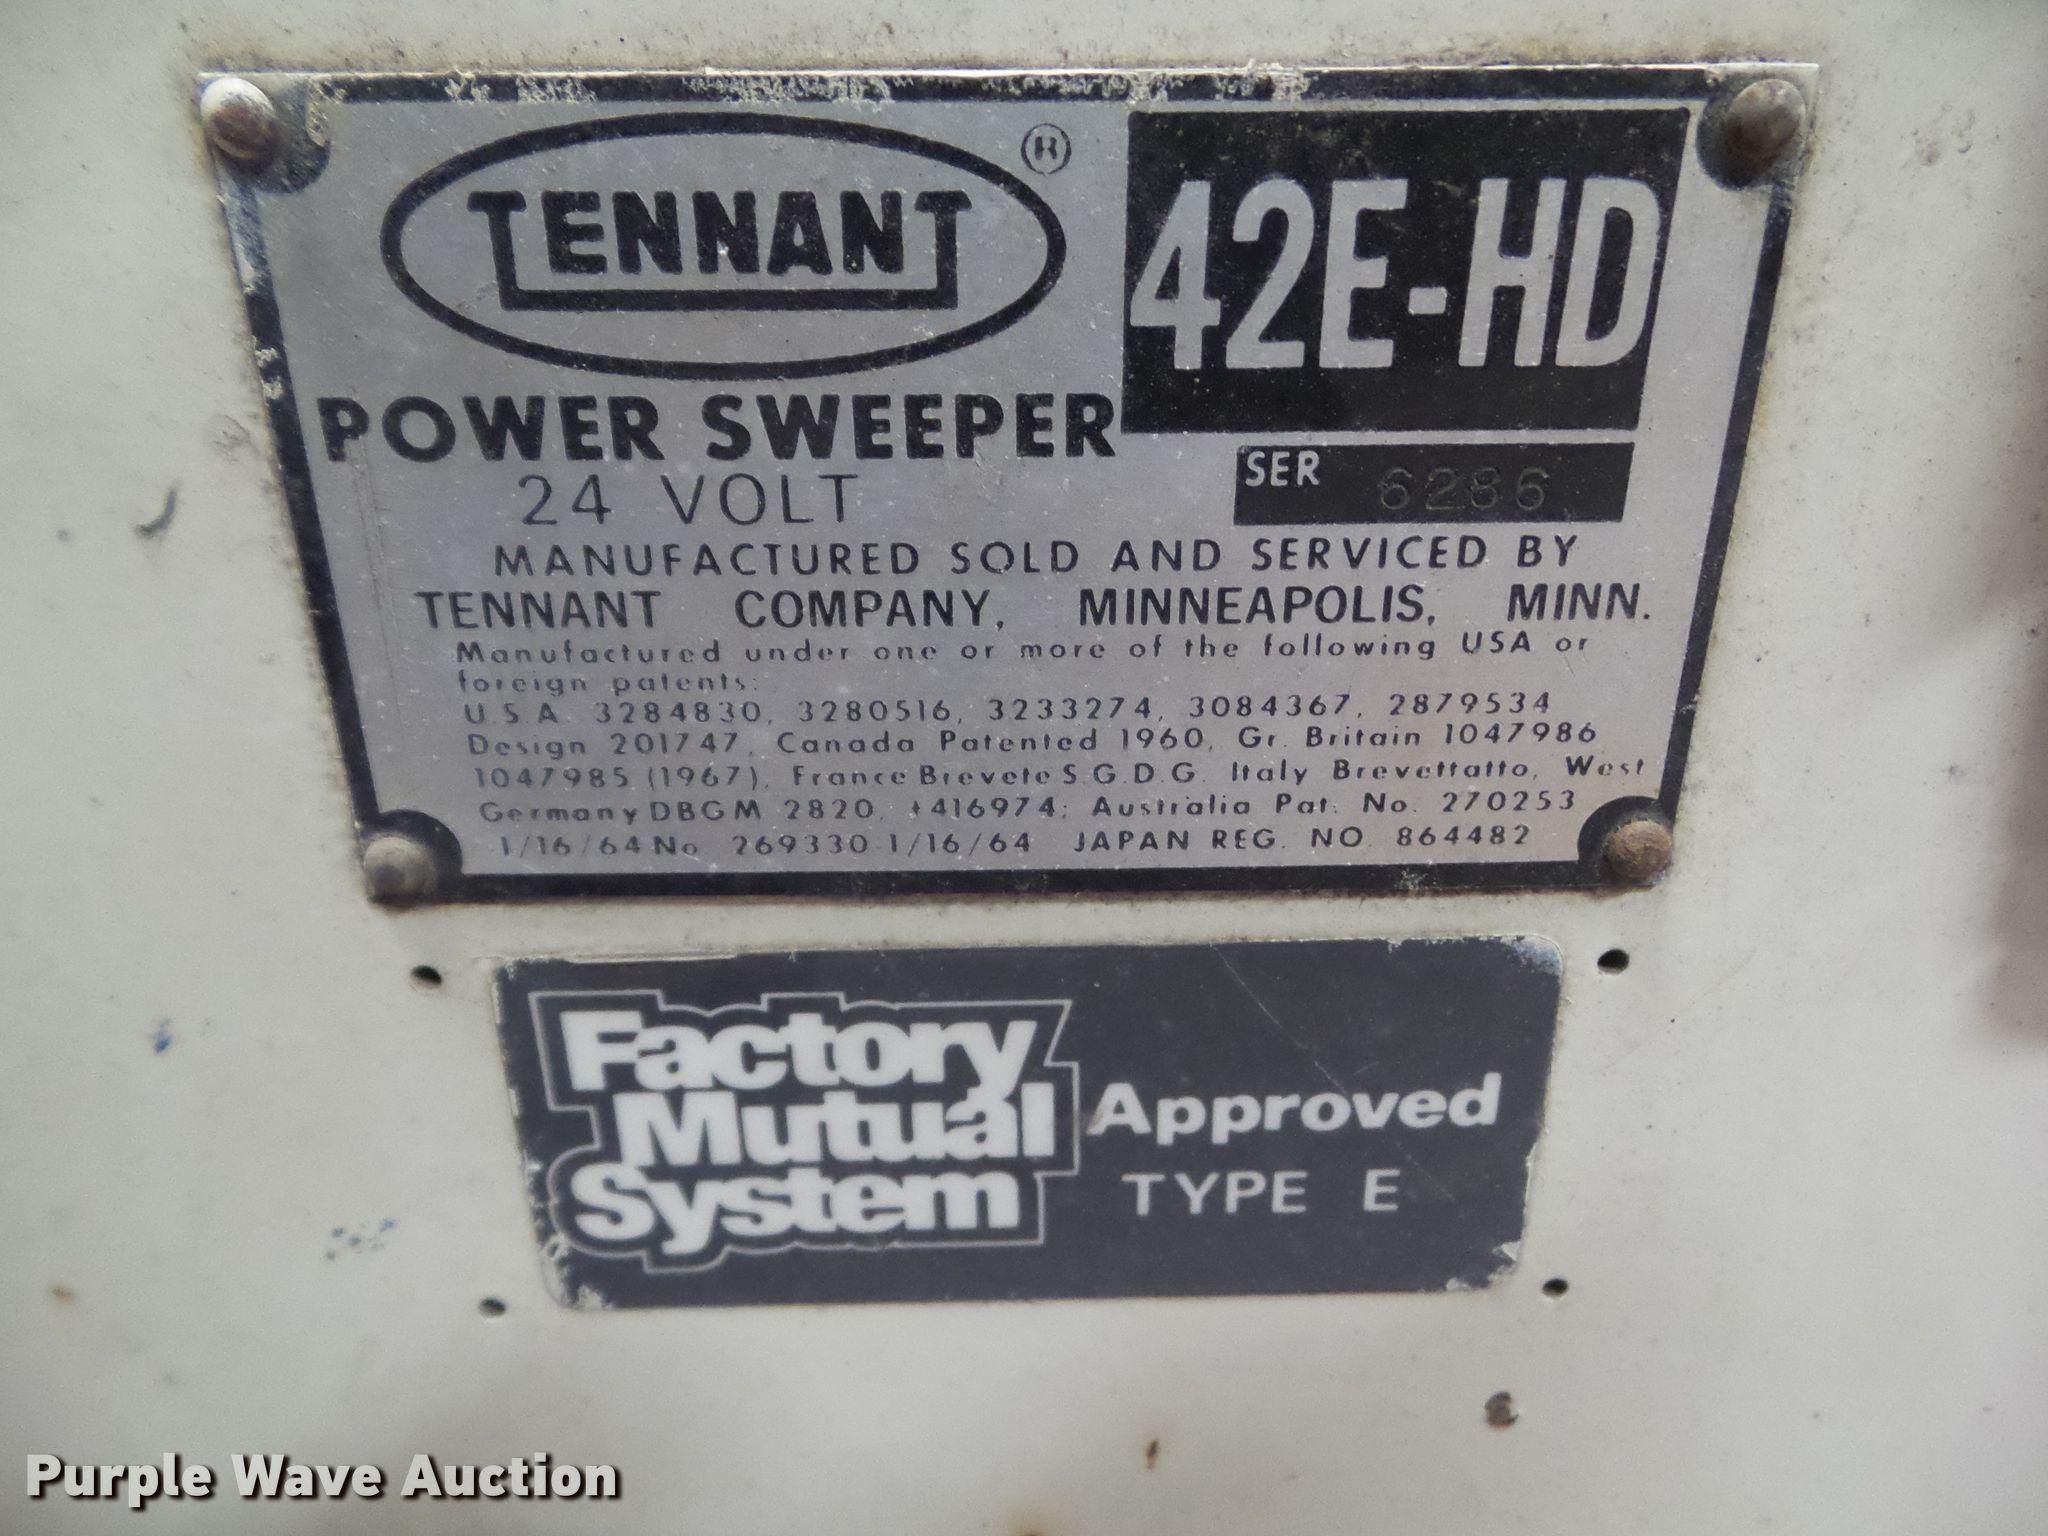 TENNANT ®
42E-HD
POWER SWEEPER
24 VOLT
SER 6286
MANUFACTURED SOLD AND SERVICED BY
TENNANT COMPANY, MINNEAPOLIS, MINN.
Manufactured under one or more of the following USA or
foreign patents:
U.S.A. 3284830, 3280516, 3233274, 3084367, 2879534
Design 201747, Canada Patented 1960, Gr. Britain 1047986
1047985 (1967), France Brevete S.G.D.G. Italy Brevettatto, West
Germany DBGM 2820, +416974; Australia Pat. No. 270253
1/16/64 No. 269330 1/16/64 JAPAN REG. NO. 864482
Factory
Mutual
System
Approved
TYPE E
Purple Wave Auction